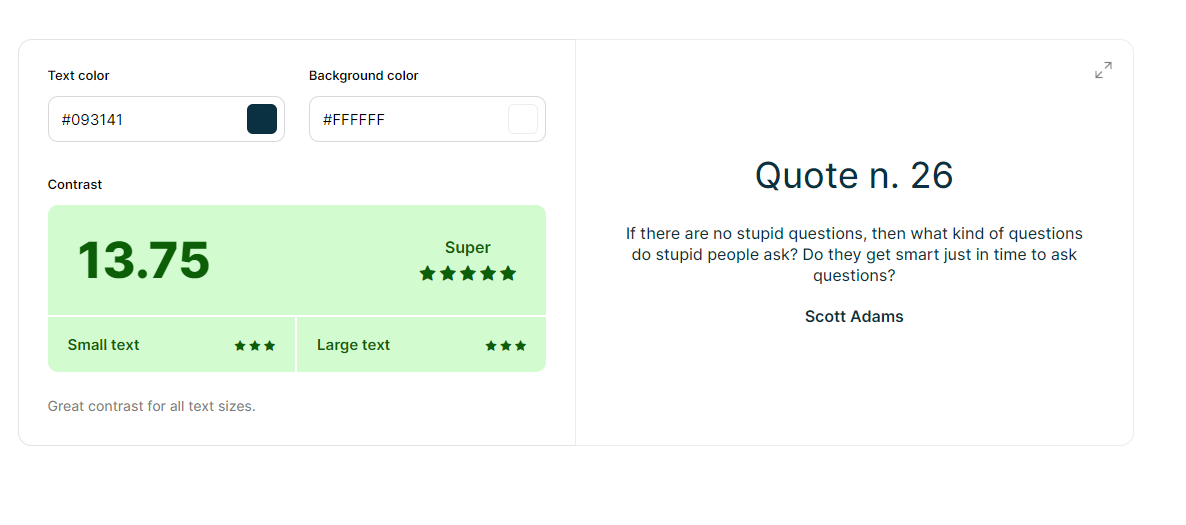 Text color
Background color
#093141
#FFFFFF
Contrast
13.75
Super
Small text
Large text
Great contrast for all text sizes.
Quote n. 26
If there are no stupid questions, then what kind of questions
do stupid people ask? Do they get smart just in time to ask
questions?
Scott Adams